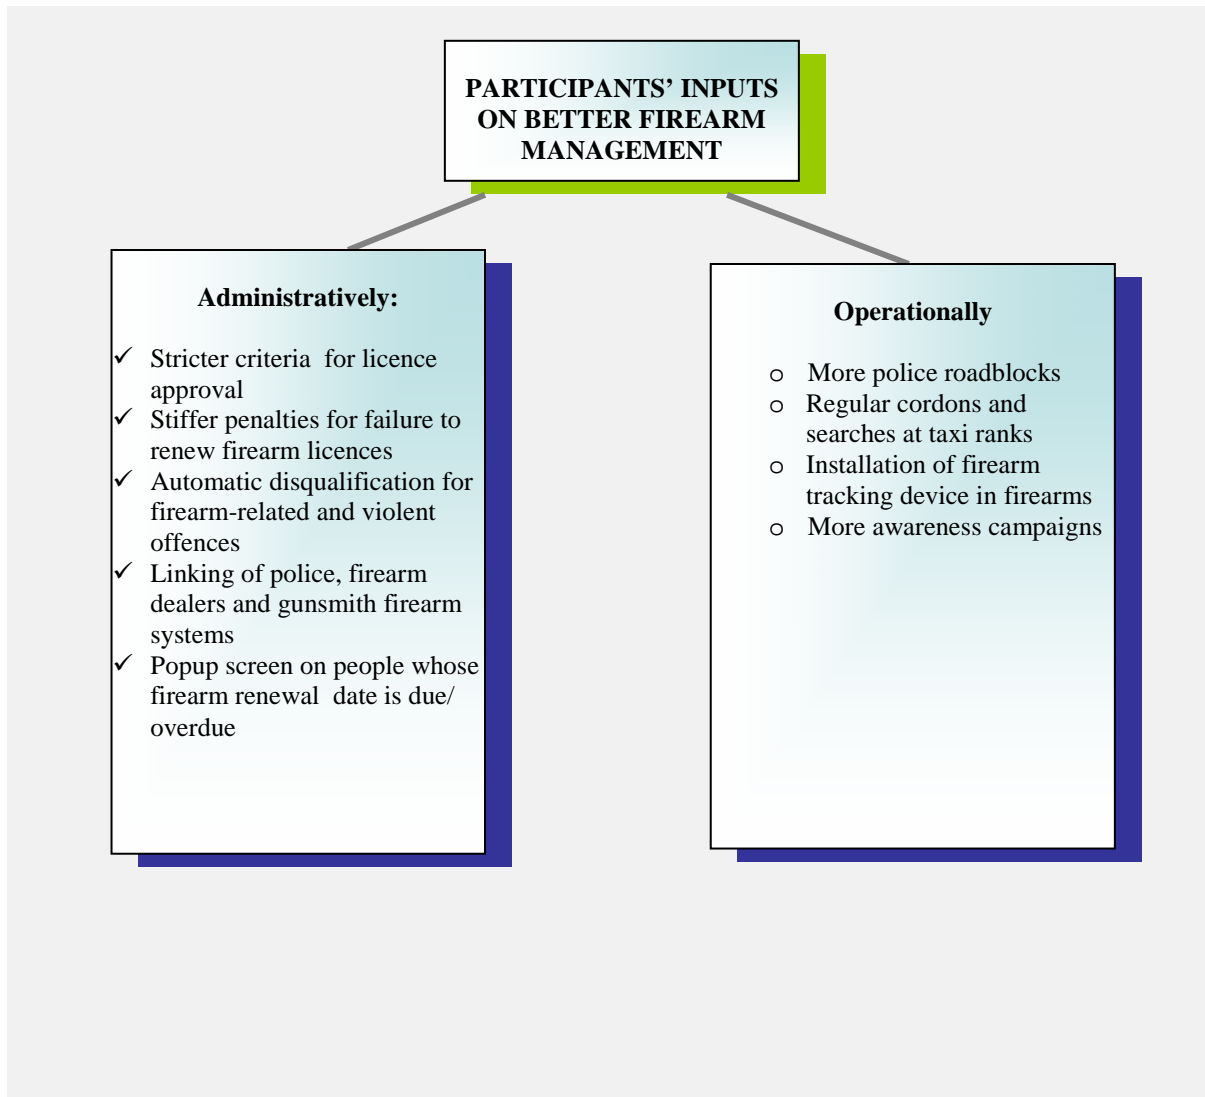 PARTICIPANTS’ INPUTS
ON BETTER FIREARM
MANAGEMENT
Administratively:
✓ Stricter criteria for licence
approval
✓ Stiffer penalties for failure to
renew firearm licences
✓ Automatic disqualification for
firearm-related and violent
offences
✓ Linking of police, firearm
dealers and gunsmith firearm
systems
✓ Popup screen on people whose
firearm renewal date is due/
overdue
Operationally
o More police roadblocks
o Regular cordons and
searches at taxi ranks
o Installation of firearm
tracking device in firearms
o More awareness campaigns